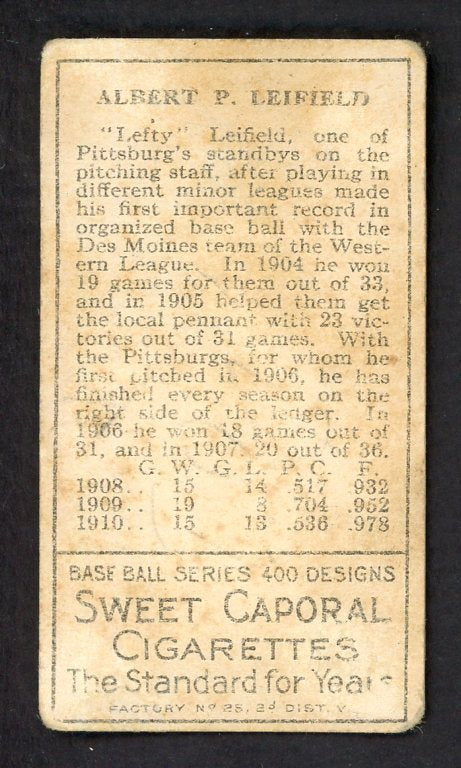 ALBERT P. LEIFIELD
"Lefty" Leifield, one of
Pittsburg's standbys on the
pitching staff, after playing in
different minor leagues made
his first important record in
organized base ball with the
Des Moines team of the West-
ern League. In 1904 he won
19 games for them out of 33,
and in 1905 helped them get
the local pennant with 23 vic-
tories out of 31 games. With
the Pittsburgs, for whom he
first pitched in 1906, he has
finished every season on the
right side of the ledger. In
1906 he won 18 games out of
31, and in 1907, 20 out of 36.
G. W. G. L. P. C. F.
1908.. 15 14 .517 .932
1909.. 19 8 .704 .952
1910.. 15 13 .536 .978
BASE BALL SERIES 400 DESIGNS
SWEET CAPORAL
CIGARETTES
The Standard for Years
FACTORY Nº 25, 2d DIST. V